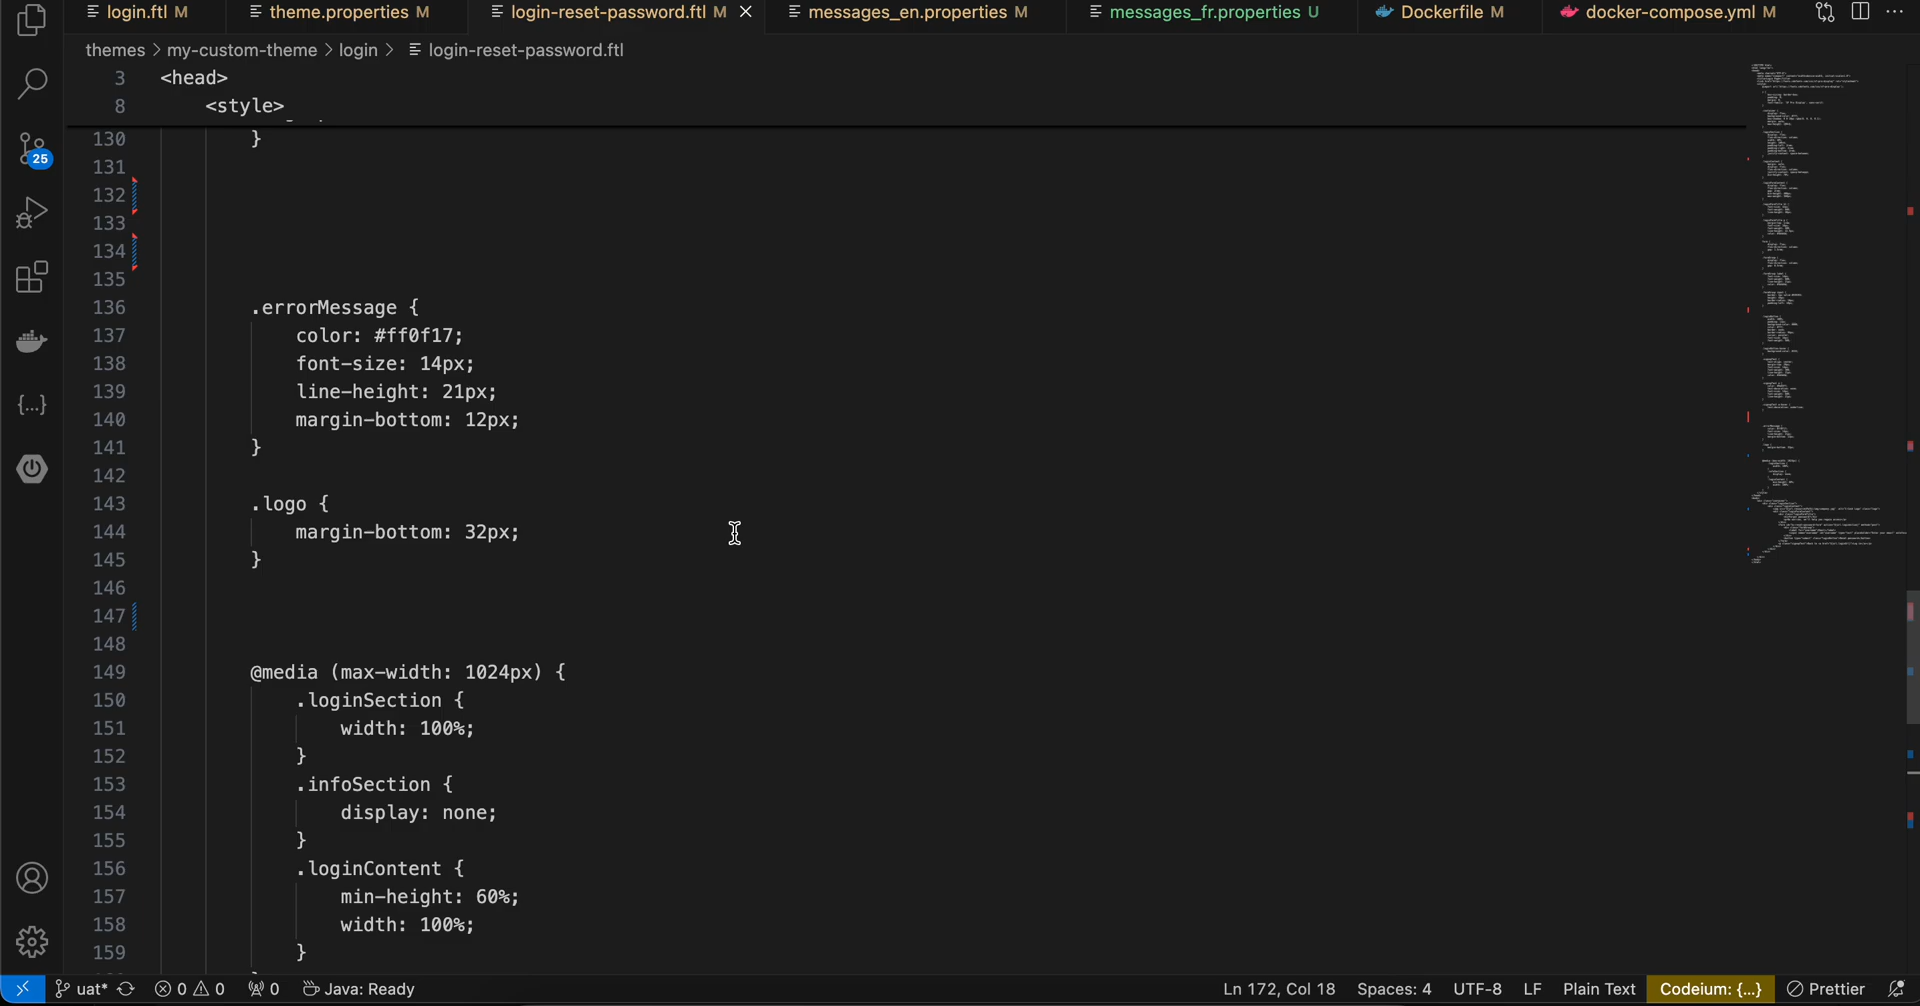 login.ftl M theme.properties M login-reset-password.ftl M messages_en.properties M messages_fr.properties U Dockerfile M docker-compose.yml M
themes > my-custom-theme > login > login-reset-password.ftl
3 <head>
8 <style>
130 }
131
132
133
134
135
136 .errorMessage {
137 color: #ff0f17;
138 font-size: 14px;
139 line-height: 21px;
140 margin-bottom: 12px;
141 }
142
143 .logo {
144 margin-bottom: 32px;
145 }
146
147
148
149 @media (max-width: 1024px) {
150 .loginSection {
151 width: 100%;
152 }
153 .infoSection {
154 display: none;
155 }
156 .loginContent {
157 min-height: 60%;
158 width: 100%;
159 }
25
uat* 0 0 0 Java: Ready Ln 172, Col 18 Spaces: 4 UTF-8 LF Plain Text Codeium: {...} Prettier